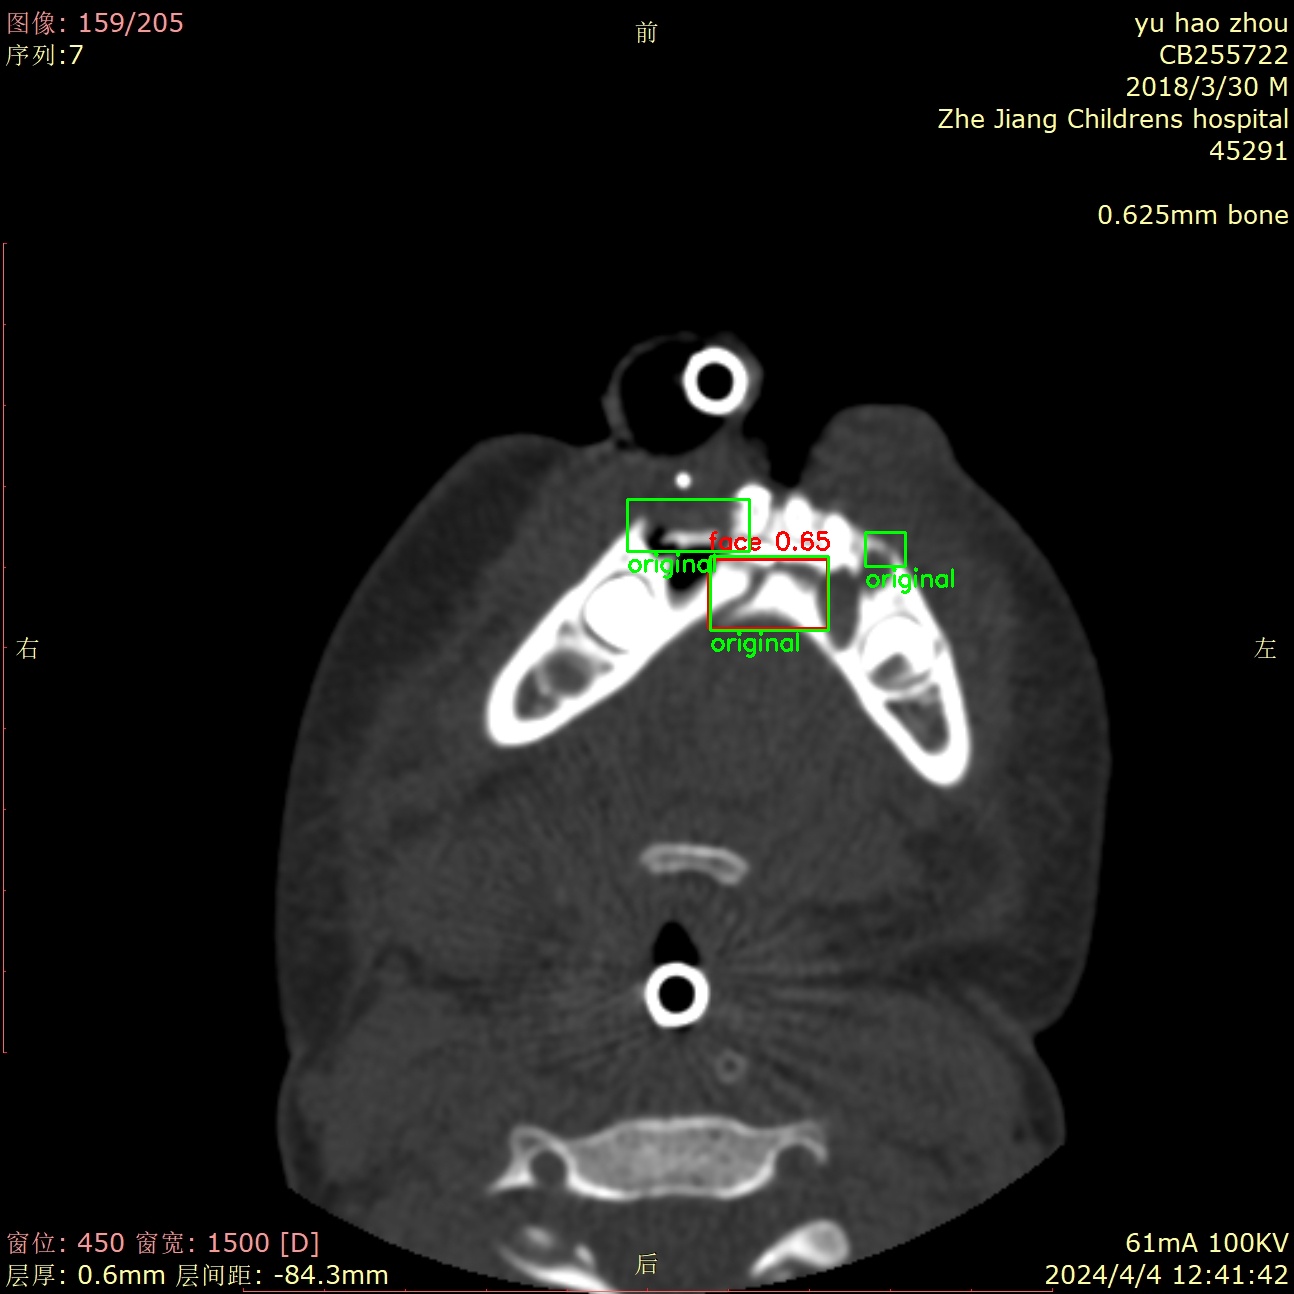 图像: 159/205
序列:7
前
yu hao zhou
CB255722
2018/3/30 M
Zhe Jiang Childrens hospital
45291
0.625mm bone
face 0.65
original
original
original
右
左
窗位: 450 窗宽: 1500 [D]
层厚: 0.6mm 层间距: -84.3mm
后
61mA 100KV
2024/4/4 12:41:42